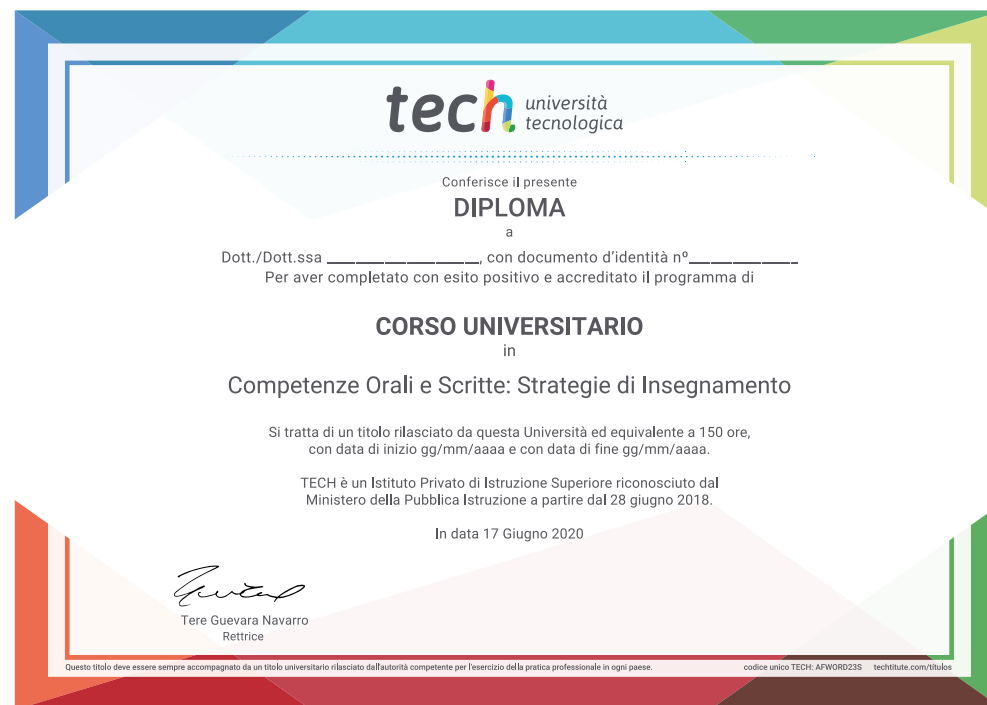 tech università
tecnologica
Conferisce il presente
DIPLOMA
a
Dott./Dott.ssa ____________________, con documento d'identità nº______________
Per aver completato con esito positivo e accreditato il programma di
CORSO UNIVERSITARIO
in
Competenze Orali e Scritte: Strategie di Insegnamento
Si tratta di un titolo rilasciato da questa Università ed equivalente a 150 ore,
con data di inizio gg/mm/aaaa e con data di fine gg/mm/aaaa.
TECH è un Istituto Privato di Istruzione Superiore riconosciuto dal
Ministero della Pubblica Istruzione a partire dal 28 giugno 2018.
In data 17 Giugno 2020
Tere Guevara Navarro
Rettrice
Questo titolo deve essere sempre accompagnato da un titolo universitario rilasciato dall'autorità competente per l'esercizio della pratica professionale in ogni paese.
codice unico TECH: AFWORD23S techtitute.com/títulos